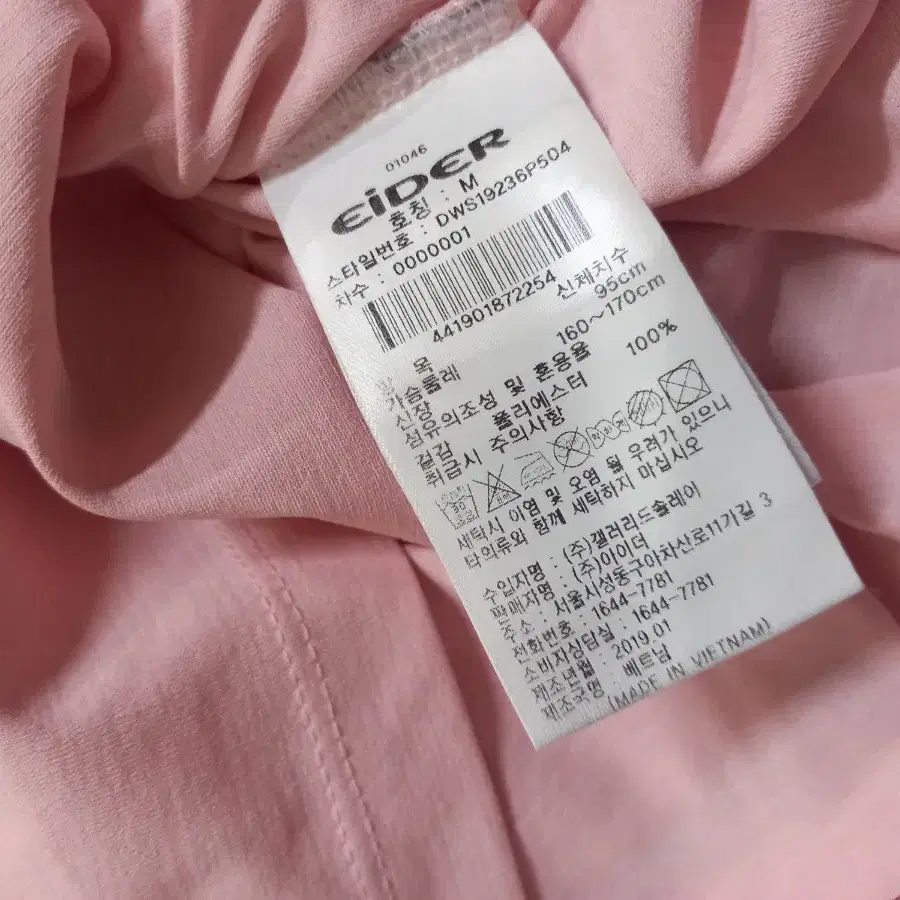 01046
EiDER
호칭 : M
스타일번호 : DWS19236P504
차수 : 0000001
441901872254
목 신체치수
가슴둘레 95cm
신장 160~170cm
섬유의조성 및 혼용율
겉감 폴리에스터 100%
취급시 주의사항
세탁시 이염 및 오염 될 우려가 있으니
타의류와 함께 세탁하지 마십시오
수입자명 : (주)갤러리드솔레이
판매자명 : (주)아이더
주소 : 서울시성동구아차산로11가길 3
전화번호 : 1644-7781
소비자상담실 : 1644-7781
제조년월 : 2019.01
제조국명 : 베트남
(MADE IN VIETNAM)